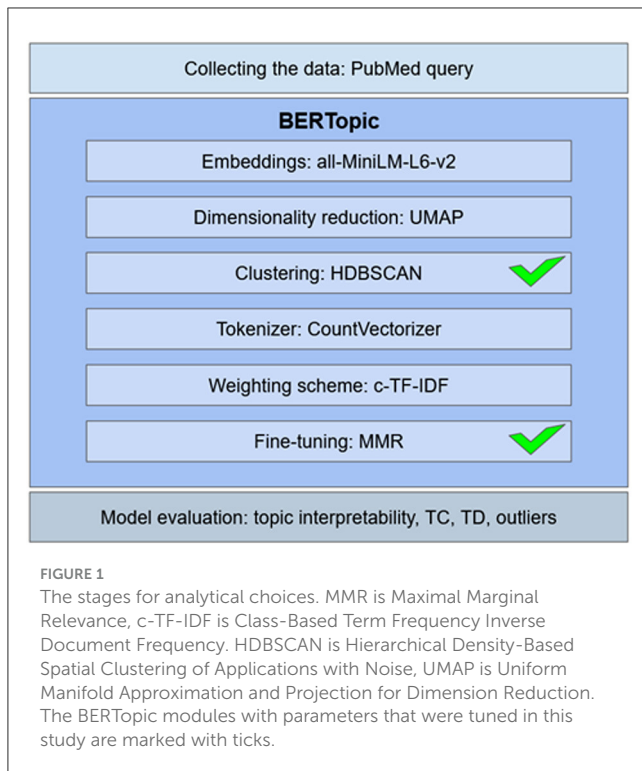 Collecting the data: PubMed query
BERTopic
Embeddings: all-MiniLM-L6-v2
Dimensionality reduction: UMAP
Clustering: HDBSCAN
Tokenizer: CountVectorizer
Weighting scheme: c-TF-IDF
Fine-tuning: MMR
Model evaluation: topic interpretability, TC, TD, outliers
FIGURE 1
The stages for analytical choices. MMR is Maximal Marginal
Relevance, c-TF-IDF is Class-Based Term Frequency Inverse
Document Frequency. HDBSCAN is Hierarchical Density-Based
Spatial Clustering of Applications with Noise, UMAP is Uniform
Manifold Approximation and Projection for Dimension Reduction.
The BERTopic modules with parameters that were tuned in this
study are marked with ticks.